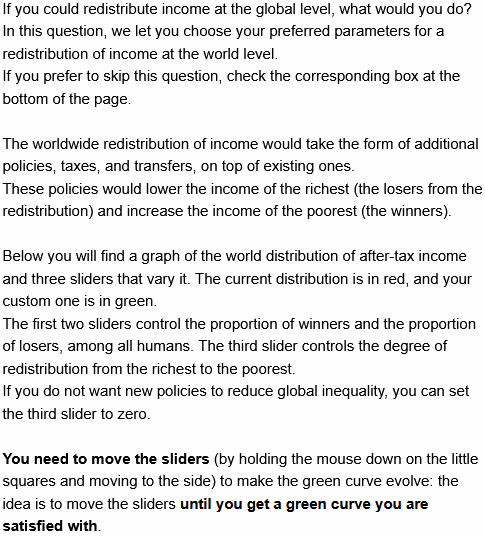 If you could redistribute income at the global level, what would you do?
In this question, we let you choose your preferred parameters for a
redistribution of income at the world level.
If you prefer to skip this question, check the corresponding box at the
bottom of the page.
The worldwide redistribution of income would take the form of additional
policies, taxes, and transfers, on top of existing ones.
These policies would lower the income of the richest (the losers from the
redistribution) and increase the income of the poorest (the winners).
Below you will find a graph of the world distribution of after-tax income
and three sliders that vary it. The current distribution is in red, and your
custom one is in green.
The first two sliders control the proportion of winners and the proportion
of losers, among all humans. The third slider controls the degree of
redistribution from the richest to the poorest.
If you do not want new policies to reduce global inequality, you can set
the third slider to zero.
You need to move the sliders (by holding the mouse down on the little
squares and moving to the side) to make the green curve evolve: the
idea is to move the sliders until you get a green curve you are
satisfied with.